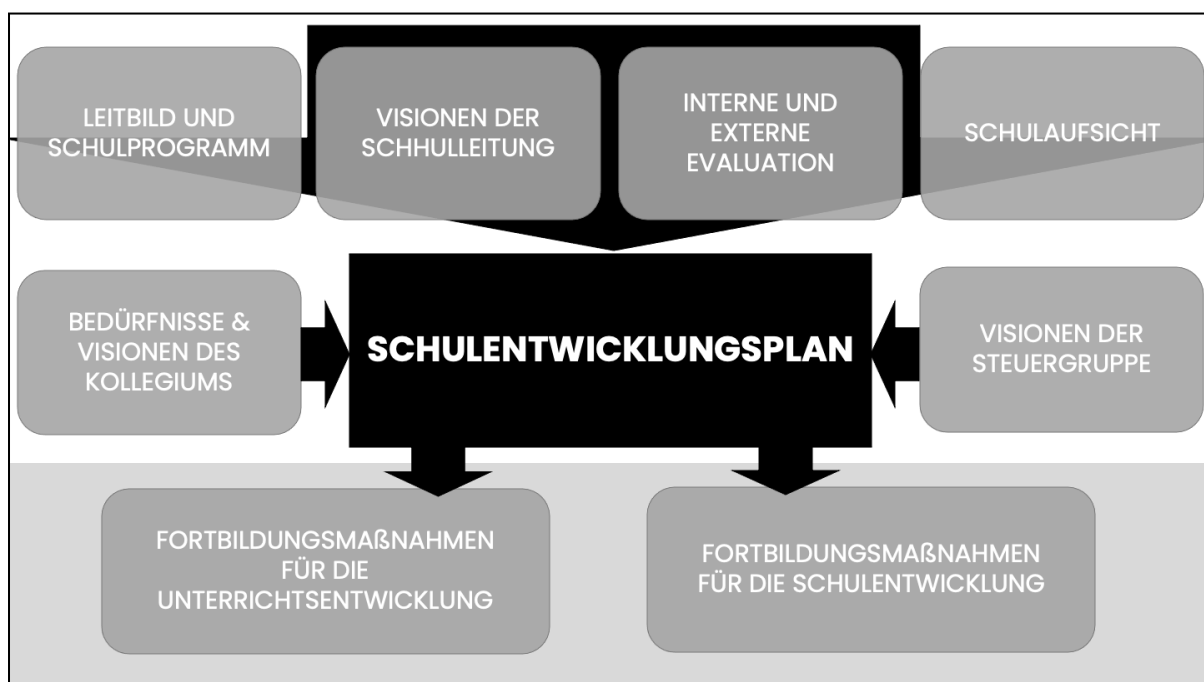 LEITBILD UND
SCHULPROGRAMM
VISIONEN DER
SCHHULLEITUNG
INTERNE UND
EXTERNE
EVALUATION
SCHULAUFSICHT
BEDÜRFNISSE &
VISIONEN DES
KOLLEGIUMS
SCHULENTWICKLUNGSPLAN
VISIONEN DER
STEUERGRUPPE
FORTBILDUNGSMAßNAHMEN
FÜR DIE
UNTERRICHTSENTWICKLUNG
FORTBILDUNGSMAßNAHMEN
FÜR DIE SCHULENTWICKLUNG